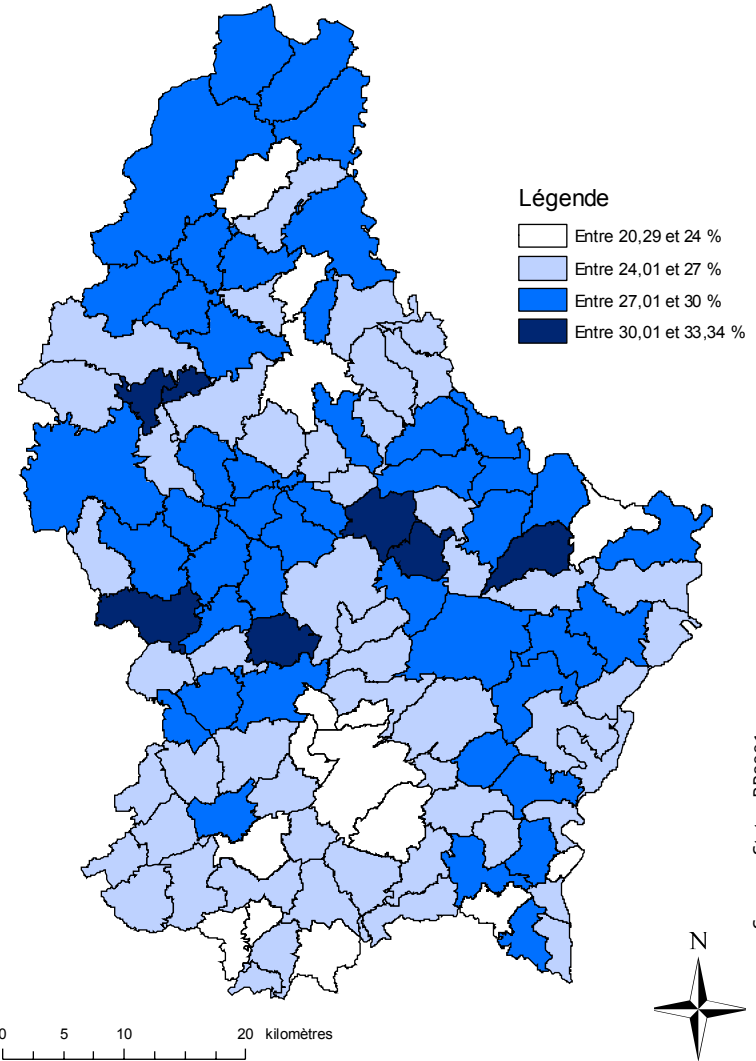 Légende
Entre 20,29 et 24 %
Entre 24,01 et 27 %
Entre 27,01 et 30 %
Entre 30,01 et 33,34 %
N
0 5 10 20 kilomètres